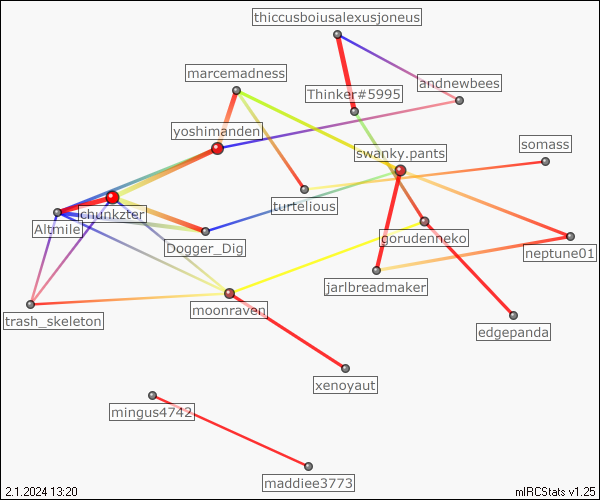 thiccusboiusalexusjoneus
marcemadness
andnewbees
Thinker#5995
yoshimanden
swanky.pants
somass
turtelious
chunkzter
Altmile
Dogger_Dig
gorudenneko
neptune01
jarlbreadmaker
trash_skeleton
moonraven
edgepanda
xenoyaut
mingus4742
maddiee3773
2.1.2024 13:20
mIRCStats v1.25